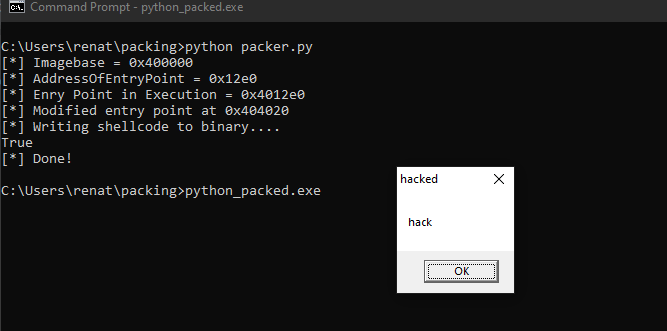 Command Prompt - python_packed.exe
C:\Users\renat\packing>python packer.py
[*] Imagebase = 0x400000
[*] AddressOfEntryPoint = 0x12e0
[*] Enry Point in Execution = 0x4012e0
[*] Modified entry point at 0x404020
[*] Writing shellcode to binary....
True
[*] Done!
C:\Users\renat\packing>python_packed.exe
hacked
hack
OK